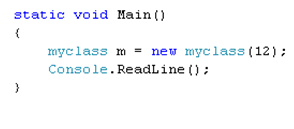 static void Main()
{
    myclass m = new myclass(12);
    Console.ReadLine();
}